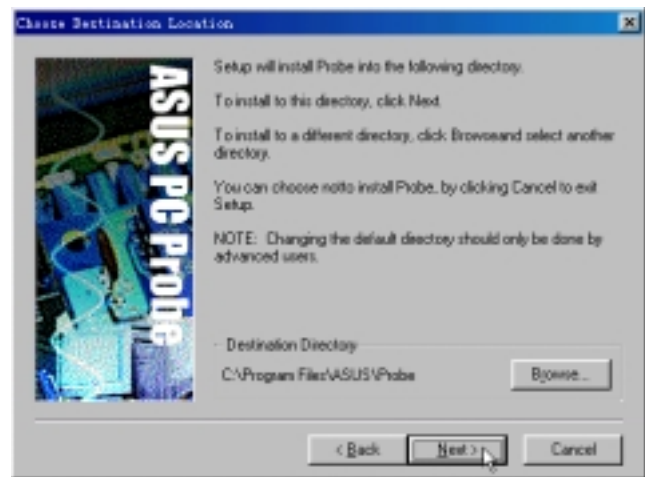 Choose Destination Location
ASUS PC Probe
Setup will install Probe into the following directory.
To install to this directory, click Next.
To install to a different directory, click Browseand select another
directory.
You can choose notto install Probe, by clicking Cancel to exit
Setup.
NOTE: Changing the default directory should only be done by
advanced users.
Destination Directory
C:\Program Files\ASUS\Probe
Browse...
< Back
Next >
Cancel